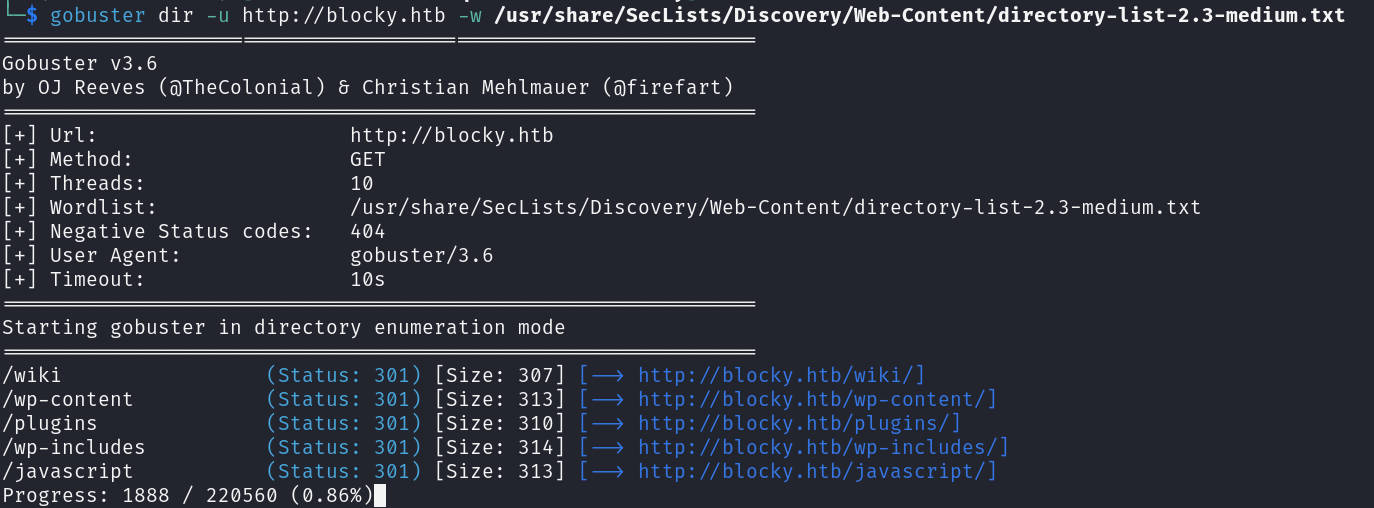 └─$ gobuster dir -u http://blocky.htb -w /usr/share/SecLists/Discovery/Web-Content/directory-list-2.3-medium.txt
===============================================================
Gobuster v3.6
by OJ Reeves (@TheColonial) & Christian Mehlmauer (@firefart)
===============================================================
[+] Url:                     http://blocky.htb
[+] Method:                  GET
[+] Threads:                 10
[+] Wordlist:                /usr/share/SecLists/Discovery/Web-Content/directory-list-2.3-medium.txt
[+] Negative Status codes:   404
[+] User Agent:              gobuster/3.6
[+] Timeout:                 10s
===============================================================
Starting gobuster in directory enumeration mode
===============================================================
/wiki                 (Status: 301) [Size: 307] [--> http://blocky.htb/wiki/]
/wp-content           (Status: 301) [Size: 313] [--> http://blocky.htb/wp-content/]
/plugins              (Status: 301) [Size: 310] [--> http://blocky.htb/plugins/]
/wp-includes          (Status: 301) [Size: 314] [--> http://blocky.htb/wp-includes/]
/javascript           (Status: 301) [Size: 313] [--> http://blocky.htb/javascript/]
Progress: 1888 / 220560 (0.86%)